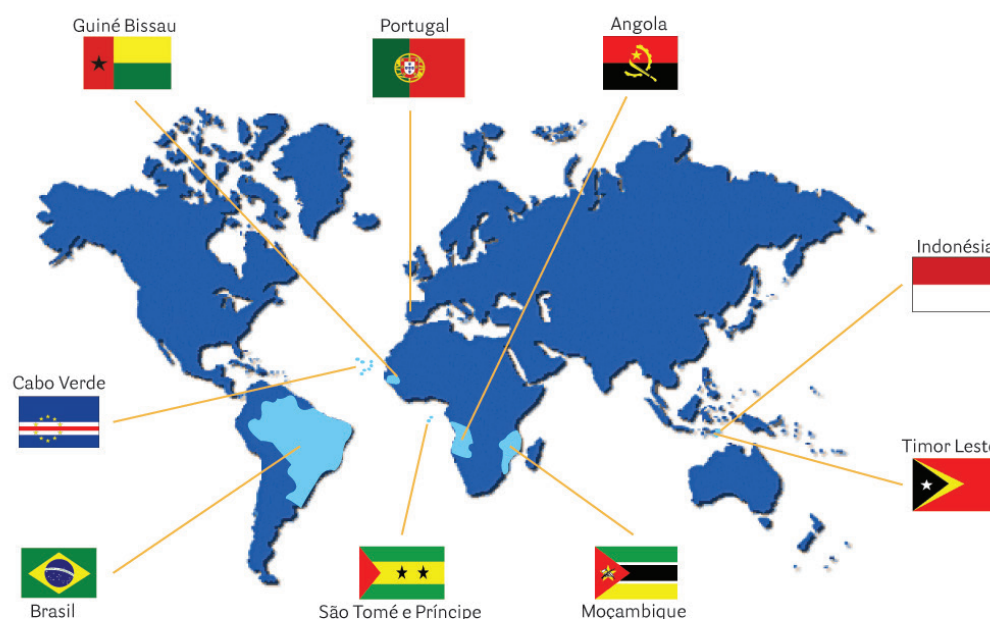 Guiné Bissau
Portugal
Angola
Indonésia
Cabo Verde
Timor Leste
Brasil
São Tomé e Príncipe
Moçambique